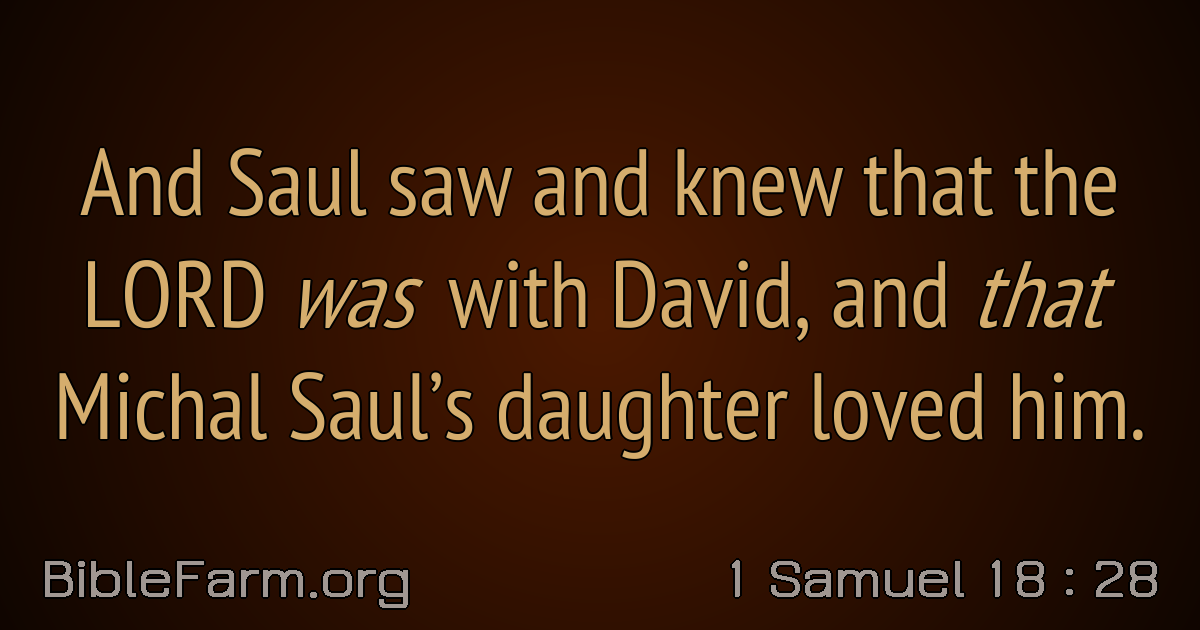 And Saul saw and knew that the
LORD was with David, and that
Michal Saul’s daughter loved him.
BibleFarm.org
1 Samuel 18 : 28